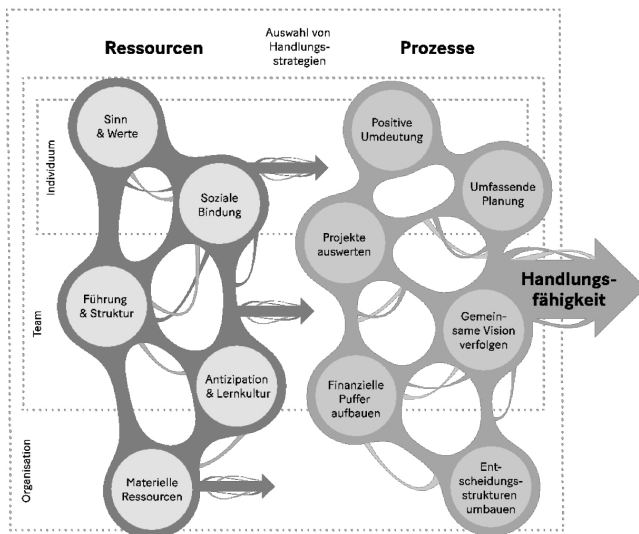 Ressourcen
Auswahl von
Handlungs-
strategien
Prozesse
Individuum
Team
Organisation
Sinn
& Werte
Soziale
Bindung
Führung
& Struktur
Antizipation
& Lernkultur
Materielle
Ressourcen
Positive
Umdeutung
Umfassende
Planung
Projekte
auswerten
Gemein-
same Vision
verfolgen
Finanzielle
Puffer
aufbauen
Ent-
scheidungs-
strukturen
umbauen
Handlungs-
fähigkeit